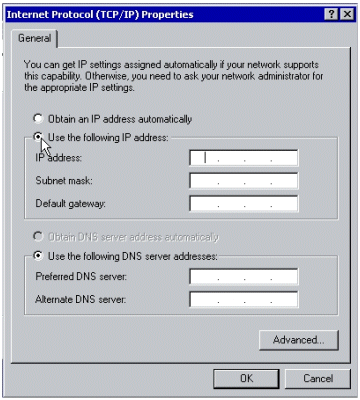 Internet Protocol (TCP/IP) Properties
General
You can get IP settings assigned automatically if your network supports
this capability. Otherwise, you need to ask your network administrator for
the appropriate IP settings.
Obtain an IP address automatically
Use the following IP address:
IP address:
Subnet mask:
Default gateway:
Obtain DNS server address automatically
Use the following DNS server addresses:
Preferred DNS server:
Alternate DNS server:
Advanced...
OK
Cancel